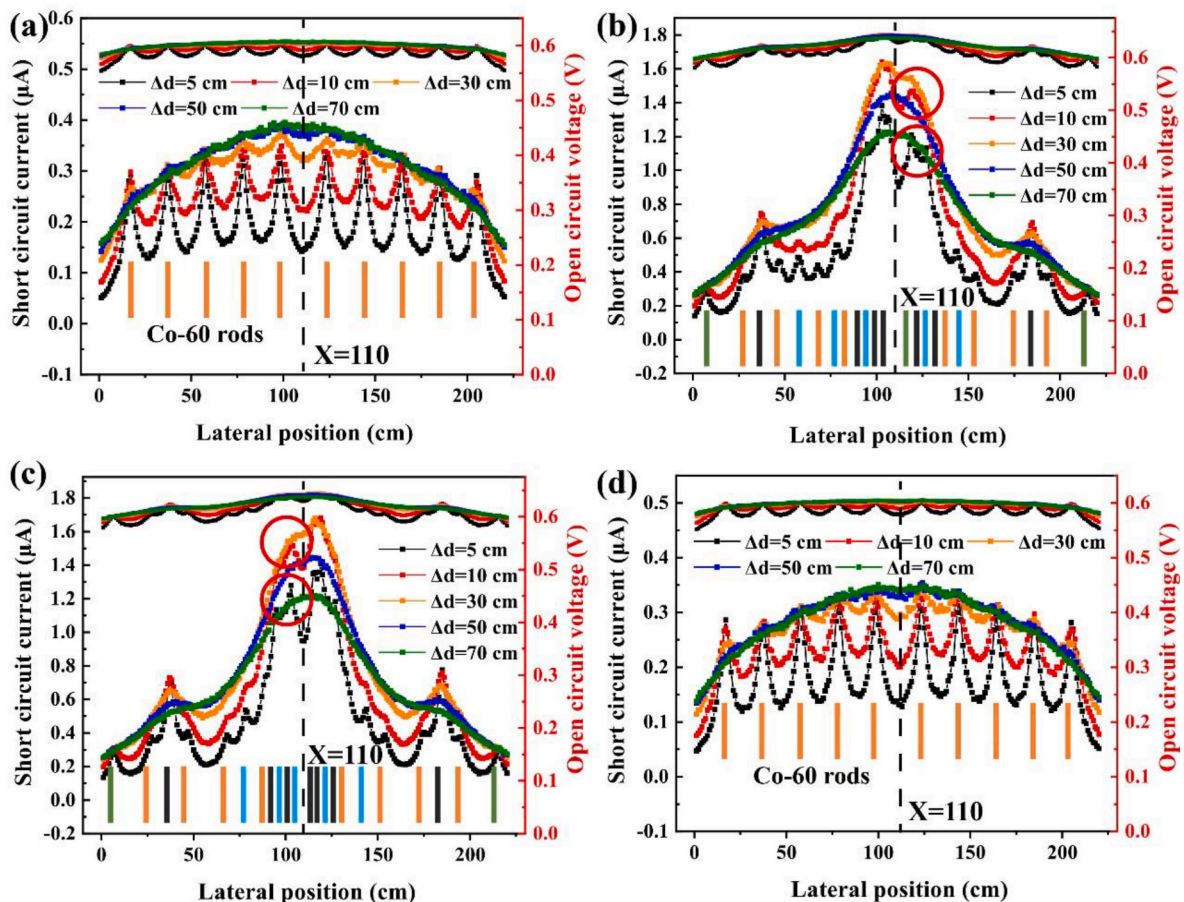 (a)
Short circuit current (μA)
0.6
0.5
0.4
0.3
0.2
0.1
0.0
-0.1
Δd=5 cm Δd=10 cm Δd=30 cm
Δd=50 cm Δd=70 cm
Co-60 rods
X=110
0 50 100 150 200
Lateral position (cm)
0.6
0.5
0.4
0.3
0.2
0.1
0.0
Open circuit voltage (V)
(b)
Short circuit current (μA)
1.8
1.6
1.4
1.2
1.0
0.8
0.6
0.4
0.2
0.0
-0.2
Δd=5 cm
Δd=10 cm
Δd=30 cm
Δd=50 cm
Δd=70 cm
X=110
0 50 100 150 200
Lateral position (cm)
0.6
0.5
0.4
0.3
0.2
0.1
0.0
Open circuit voltage (V)
(c)
Short circuit current (μA)
1.8
1.6
1.4
1.2
1.0
0.8
0.6
0.4
0.2
0.0
-0.2
Δd=5 cm
Δd=10 cm
Δd=30 cm
Δd=50 cm
Δd=70 cm
X=110
0 50 100 150 200
Lateral position (cm)
0.6
0.5
0.4
0.3
0.2
0.1
0.0
Open circuit voltage (V)
(d)
Short circuit current (μA)
0.5
0.4
0.3
0.2
0.1
0.0
-0.1
Δd=5 cm Δd=10 cm Δd=30 cm
Δd=50 cm Δd=70 cm
Co-60 rods
X=110
0 50 100 150 200
Lateral position (cm)
0.6
0.5
0.4
0.3
0.2
0.1
0.0
Open circuit voltage (V)